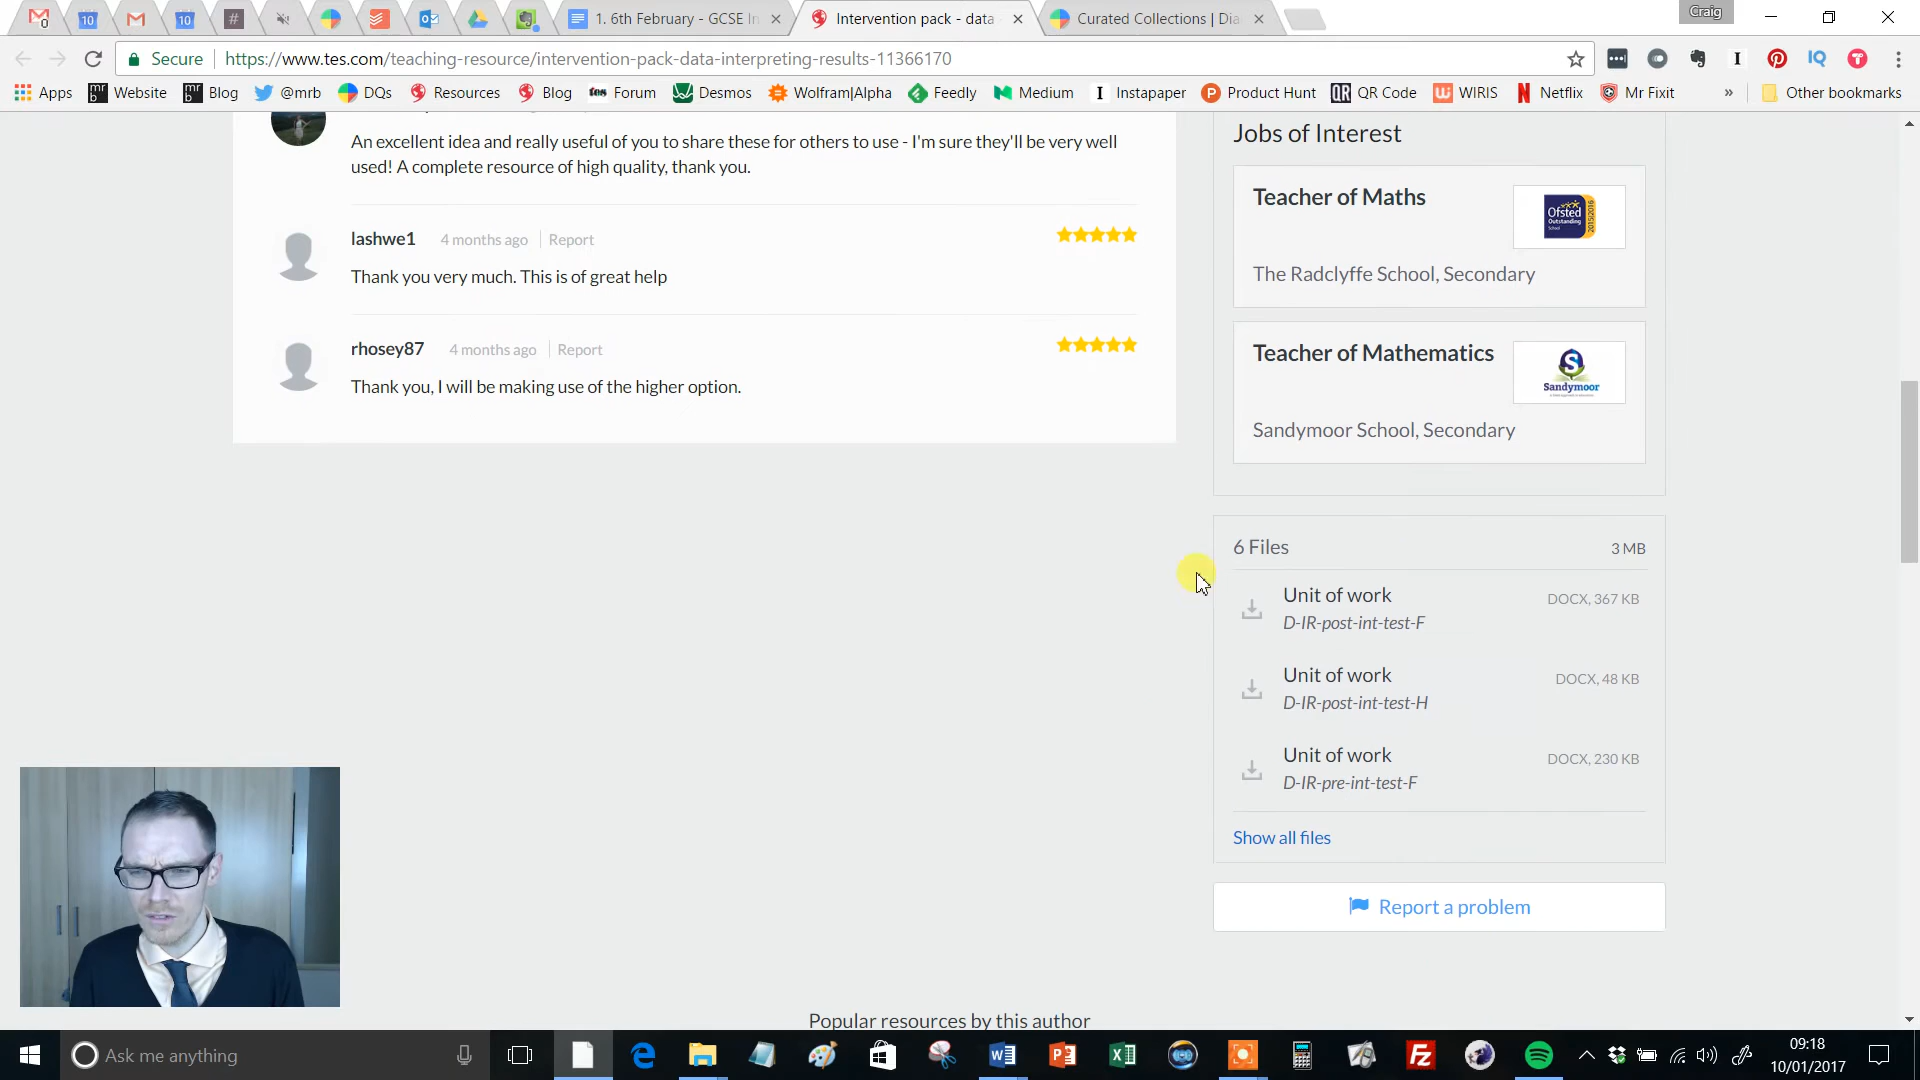 Craig
1. 6th February - GCSE In
Intervention pack - data
Curated Collections | Dia
Secure
https://www.tes.com/teaching-resource/intervention-pack-data-interpreting-results-11366170
Apps
Website
Blog
@mrb
DQs
Resources
Blog
Forum
Desmos
Wolfram|Alpha
Feedly
Medium
Instapaper
Product Hunt
QR Code
WIRIS
Netflix
Mr Fixit
»
Other bookmarks
An excellent idea and really useful of you to share these for others to use - I'm sure they'll be very well
used! A complete resource of high quality, thank you.
lashwe1 4 months ago Report
Thank you very much. This is of great help
rhosey87 4 months ago Report
Thank you, I will be making use of the higher option.
Jobs of Interest
Teacher of Maths
Ofsted
Outstanding
School
2015|2016
The Radclyffe School, Secondary
Teacher of Mathematics
Sandymoor
Sandymoor School, Secondary
6 Files 3 MB
Unit of work DOCX, 367 KB
D-IR-post-int-test-F
Unit of work DOCX, 48 KB
D-IR-post-int-test-H
Unit of work DOCX, 230 KB
D-IR-pre-int-test-F
Show all files
Report a problem
Popular resources by this author
Ask me anything
09:18
10/01/2017